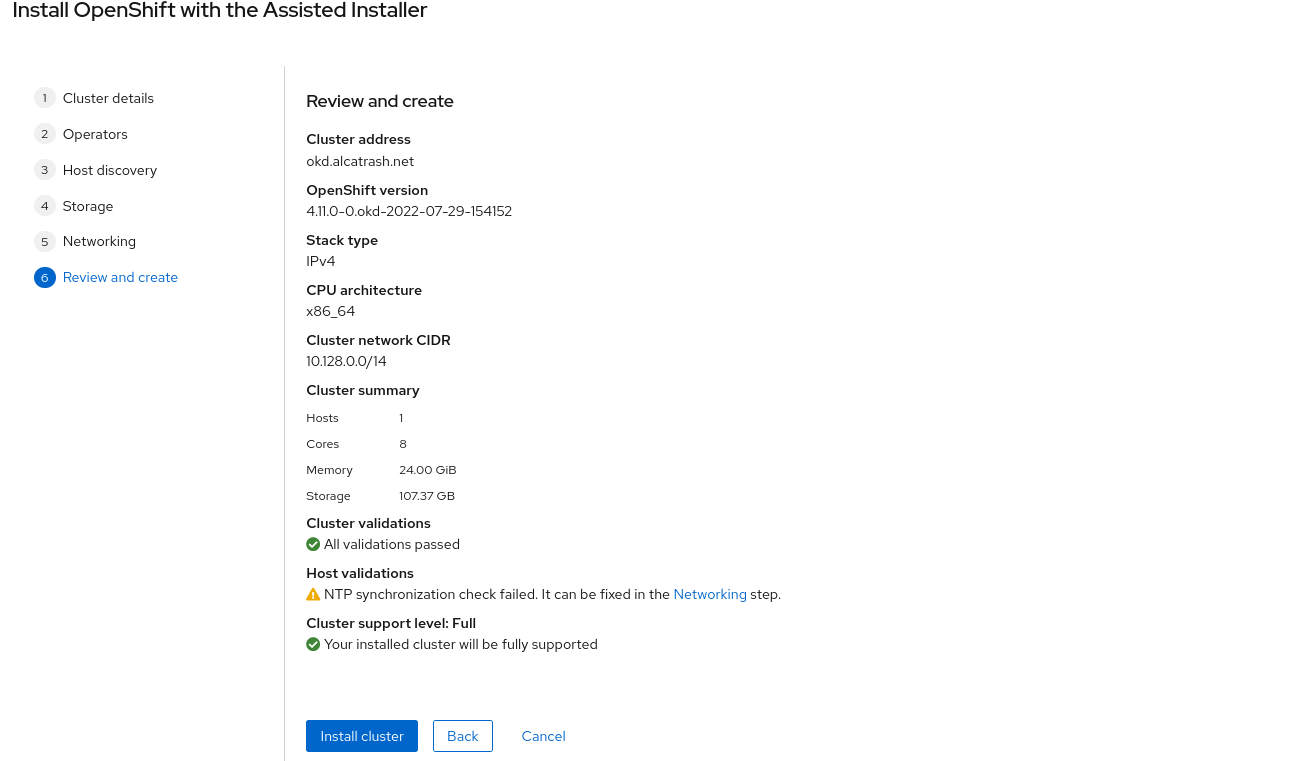 Install OpenShift with the Assisted Installer
1 Cluster details
2 Operators
3 Host discovery
4 Storage
5 Networking
6 Review and create
Review and create
Cluster address
okd.alcatrash.net
OpenShift version
4.11.0-0.okd-2022-07-29-154152
Stack type
IPv4
CPU architecture
x86_64
Cluster network CIDR
10.128.0.0/14
Cluster summary
Hosts 1
Cores 8
Memory 24.00 GiB
Storage 107.37 GB
Cluster validations
All validations passed
Host validations
NTP synchronization check failed. It can be fixed in the Networking step.
Cluster support level: Full
Your installed cluster will be fully supported
Install cluster Back Cancel